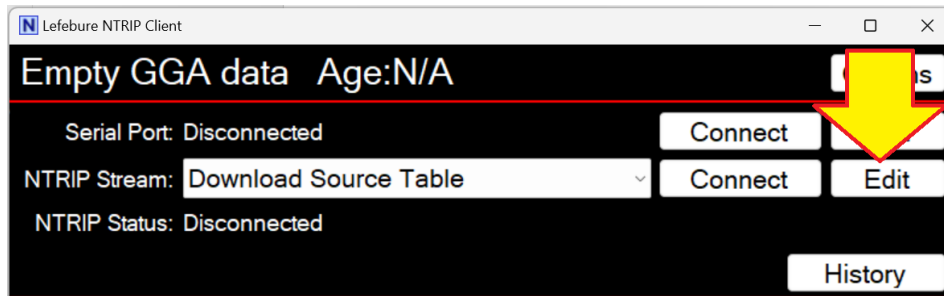 Lefebure NTRIP Client
Empty GGA data Age:N/A
Serial Port: Disconnected Connect
NTRIP Stream: Download Source Table Connect Edit
NTRIP Status: Disconnected
History